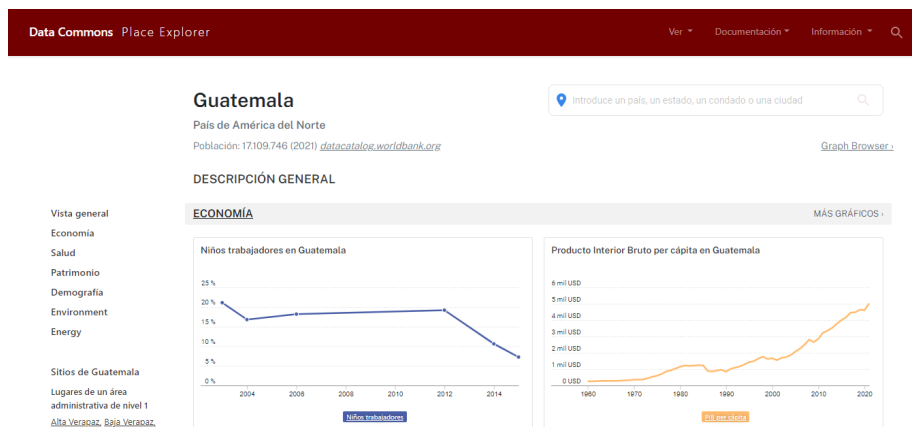 Data Commons Place Explorer
Ver
Documentación
Información
Guatemala
Introduce un país, un estado, un condado o una ciudad
País de América del Norte
Población: 17.109.746 (2021) datacatalog.worldbank.org
Graph Browser ›
DESCRIPCIÓN GENERAL
Vista general
Economía
Salud
Patrimonio
Demografía
Environment
Energy
Sitios de Guatemala
Lugares de un área
administrativa de nivel 1
Alta Verapaz, Baja Verapaz,
ECONOMÍA
MÁS GRÁFICOS ›
Niños trabajadores en Guatemala
25 %
20 %
15 %
10 %
5 %
0 %
2004 2006 2008 2010 2012 2014
Niños trabajadores
Producto Interior Bruto per cápita en Guatemala
6 mil USD
5 mil USD
4 mil USD
3 mil USD
2 mil USD
1 mil USD
0 USD
1960 1970 1980 1990 2000 2010 2020
PIB per cápita